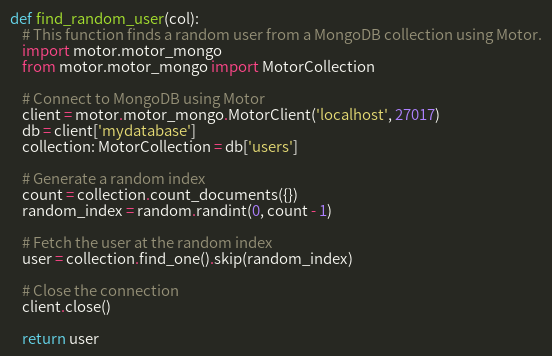 def find_random_user(col):
# This function finds a random user from a MongoDB collection using Motor.
import motor.motor_mongo
from motor.motor_mongo import MotorCollection
# Connect to MongoDB using Motor
client = motor.motor_mongo.MotorClient('localhost', 27017)
db = client['mydatabase']
collection: MotorCollection = db['users']
# Generate a random index
count = collection.count_documents({})
random_index = random.randint(0, count - 1)
# Fetch the user at the random index
user = collection.find_one().skip(random_index)
# Close the connection
client.close()
return user